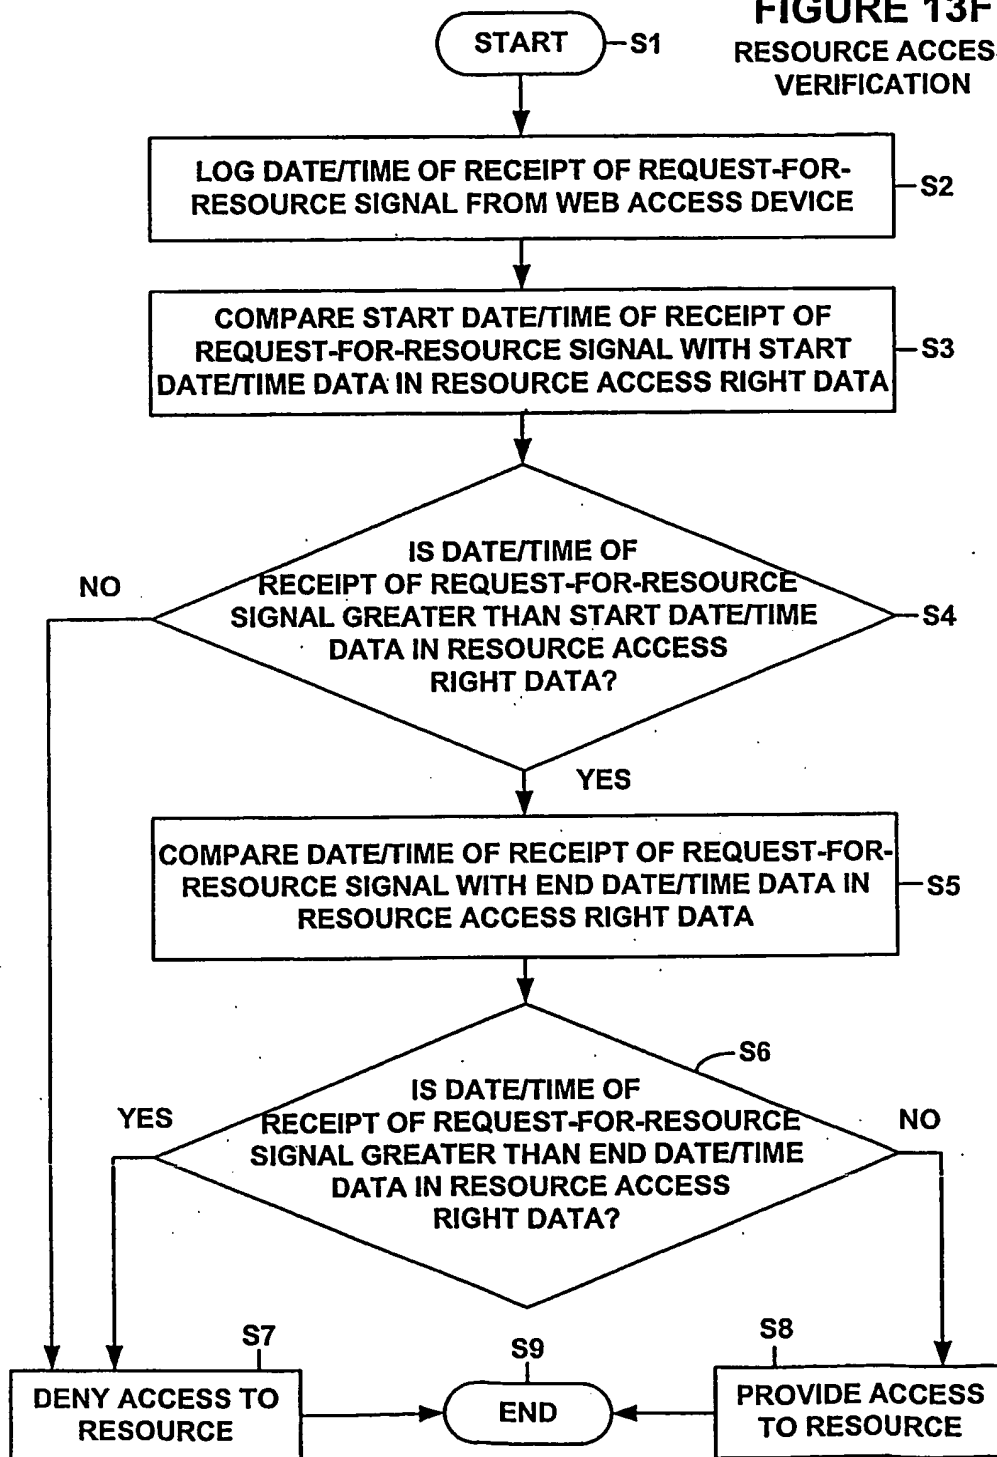 FIGURE 13F
RESOURCE ACCES
VERIFICATION
START
S1
LOG DATE/TIME OF RECEIPT OF REQUEST-FOR-
RESOURCE SIGNAL FROM WEB ACCESS DEVICE
S2
COMPARE START DATE/TIME OF RECEIPT OF
REQUEST-FOR-RESOURCE SIGNAL WITH START
DATE/TIME DATA IN RESOURCE ACCESS RIGHT DATA
S3
IS DATE/TIME OF
RECEIPT OF REQUEST-FOR-RESOURCE
SIGNAL GREATER THAN START DATE/TIME
DATA IN RESOURCE ACCESS
RIGHT DATA?
S4
NO
YES
COMPARE DATE/TIME OF RECEIPT OF REQUEST-FOR-
RESOURCE SIGNAL WITH END DATE/TIME DATA IN
RESOURCE ACCESS RIGHT DATA
S5
S6
IS DATE/TIME OF
RECEIPT OF REQUEST-FOR-RESOURCE
SIGNAL GREATER THAN END DATE/TIME
DATA IN RESOURCE ACCESS
RIGHT DATA?
YES
NO
S7
DENY ACCESS TO
RESOURCE
S9
END
S8
PROVIDE ACCESS
TO RESOURCE